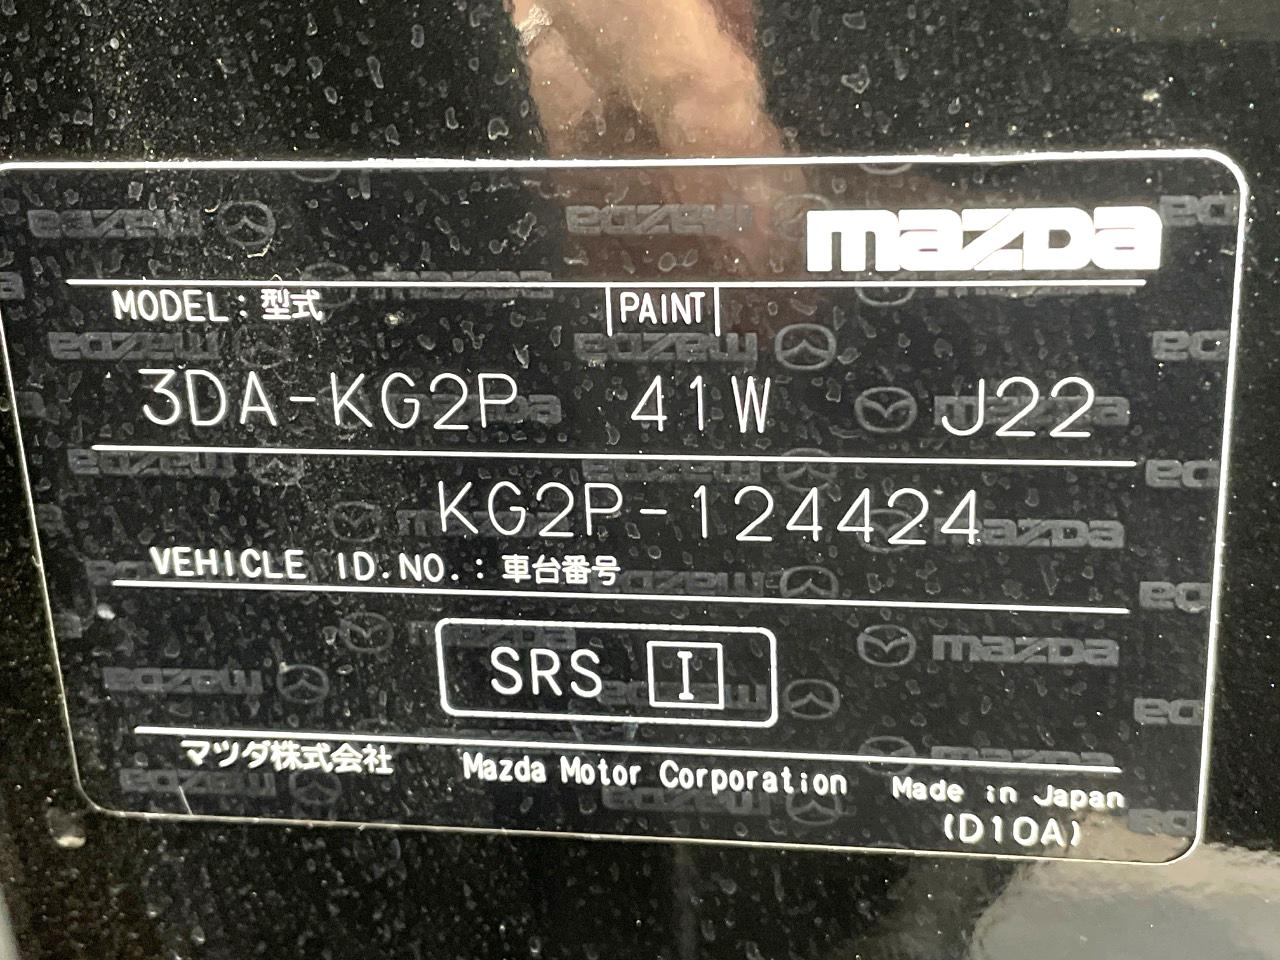 mazda
MODEL : 型式 PAINT
3DA-KG2P 41W J22
KG2P-124424
VEHICLE ID.NO. : 車台番号
SRS I
マツダ株式会社 Mazda Motor Corporation Made in Japan
(D10A)